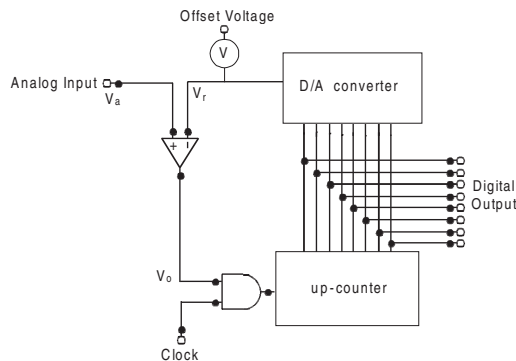 Offset Voltage
V
Analog Input
Va
Vr
D/A converter
+ -
Digital
Output
Vo
up-counter
Clock